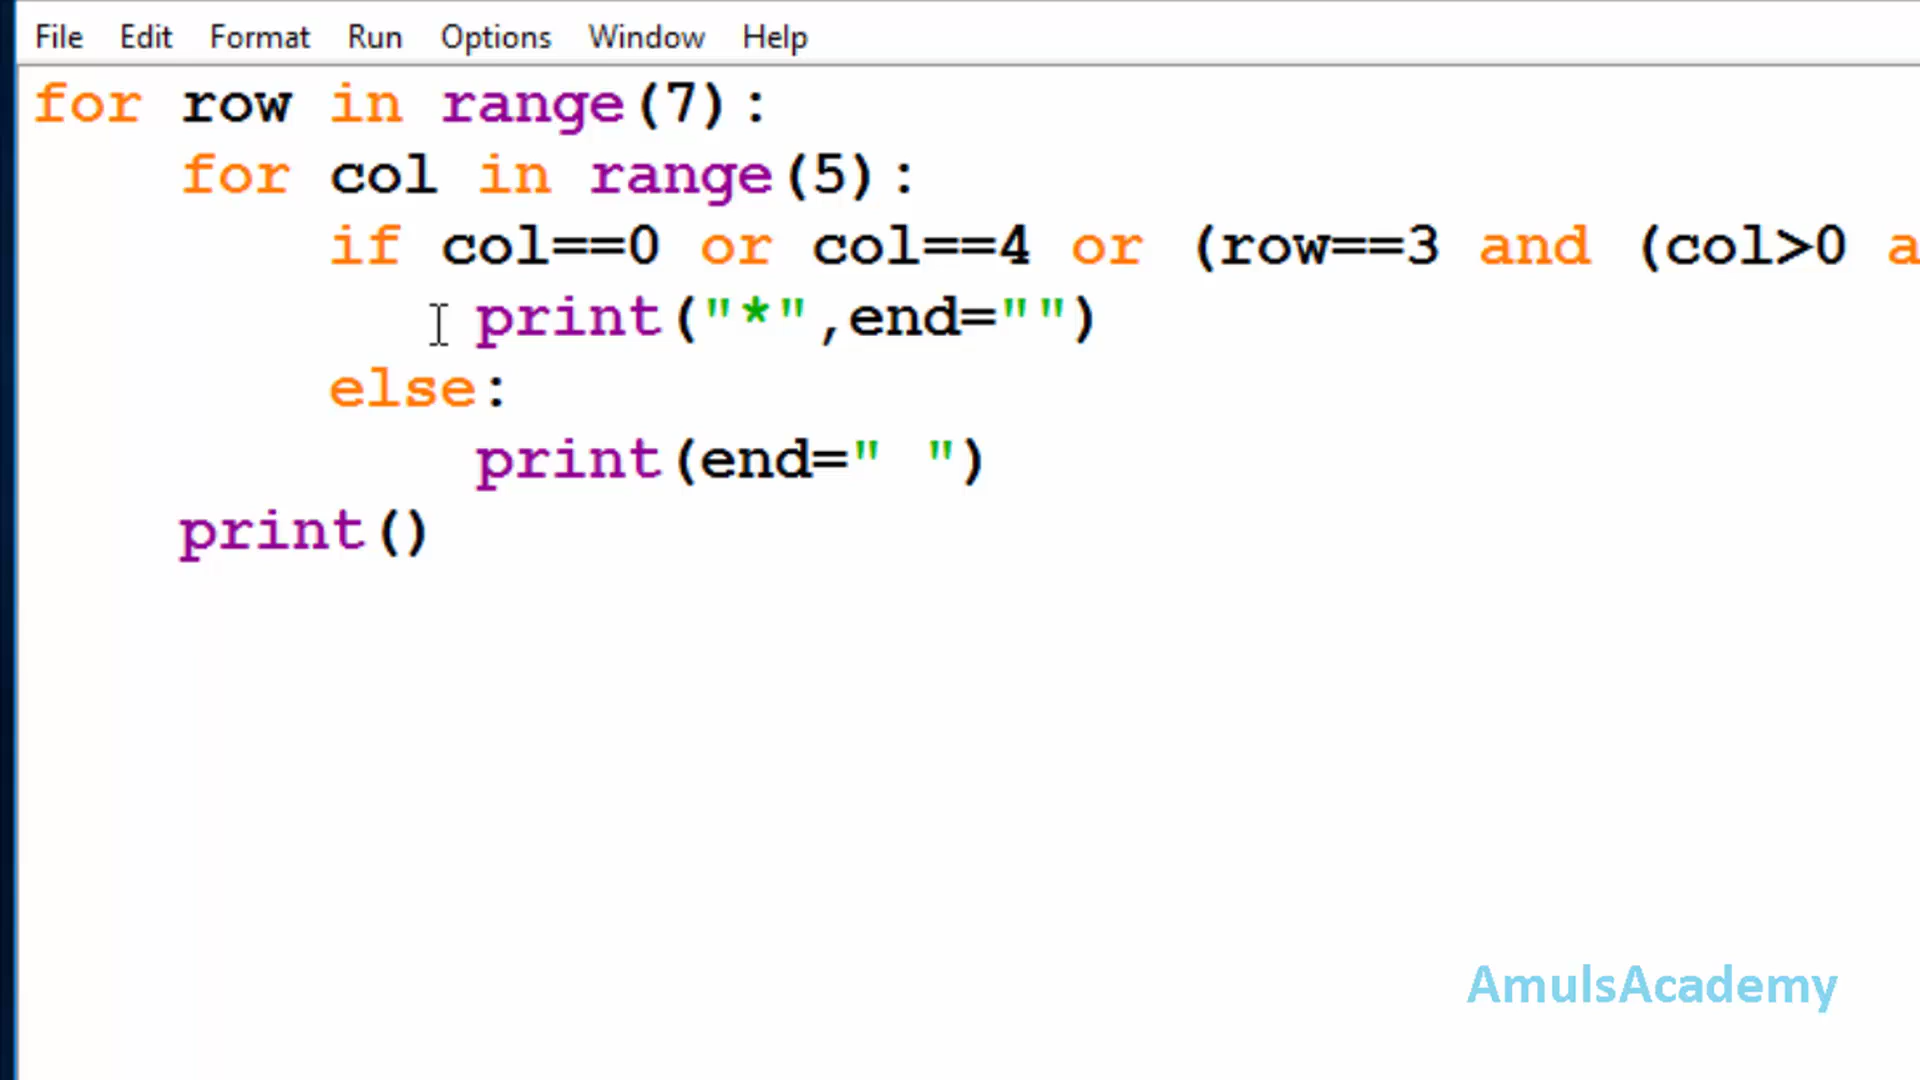 File Edit Format Run Options Window Help
for row in range(7):
    for col in range(5):
        if col==0 or col==4 or (row==3 and (col>0 a
            print("*",end="")
        else:
            print(end=" ")
    print()
AmulsAcademy